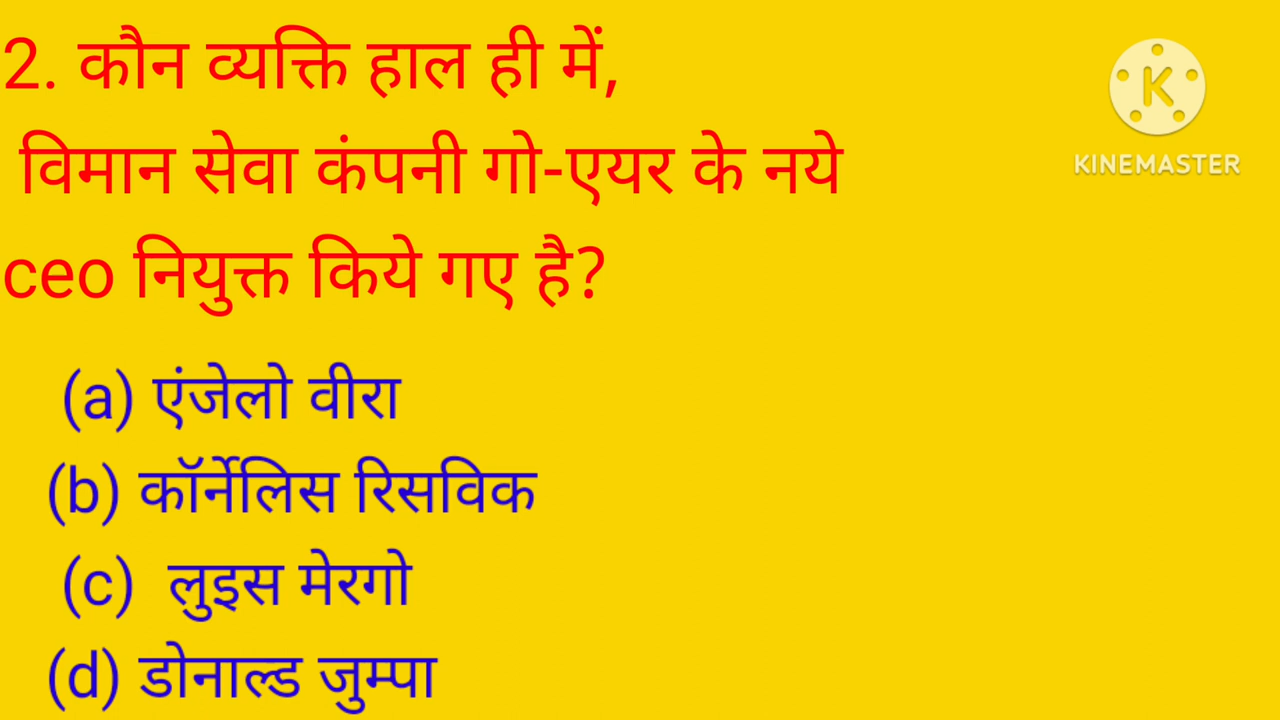 2. कौन व्यक्ति हाल ही में,
विमान सेवा कंपनी गो-एयर के नये
ceo नियुक्त किये गए है?
(a) एंजेलो वीरा
(b) कॉर्नेलिस रिसविक
(c) लुइस मेरगो
(d) डोनाल्ड जुम्पा
K
KINEMASTER